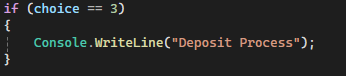 if (choice == 3)
{
    Console.WriteLine("Deposit Process");
}